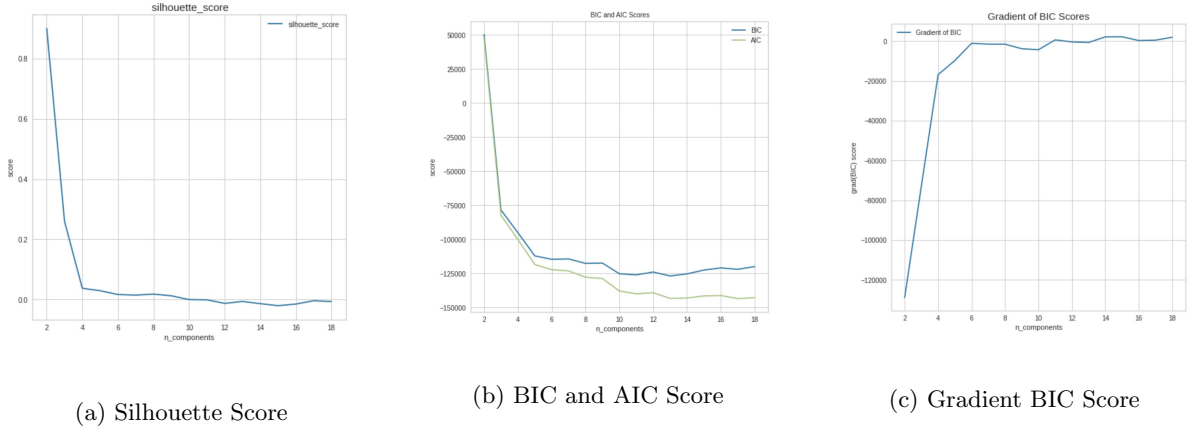 silhouette_score
silhouette_score
0.8
0.6
0.4
0.2
0.0
score
2 4 6 8 10 12 14 16 18
n_components
(a) Silhouette Score
BIC and AIC Scores
BIC
AIC
50000
25000
0
−25000
−50000
−75000
−100000
−125000
−150000
score
2 4 6 8 10 12 14 16 18
n_components
(b) BIC and AIC Score
Gradient of BIC Scores
Gradient of BIC
0
−20000
−40000
−60000
−80000
−100000
−120000
grad(BIC) score
2 4 6 8 10 12 14 16 18
n_components
(c) Gradient BIC Score